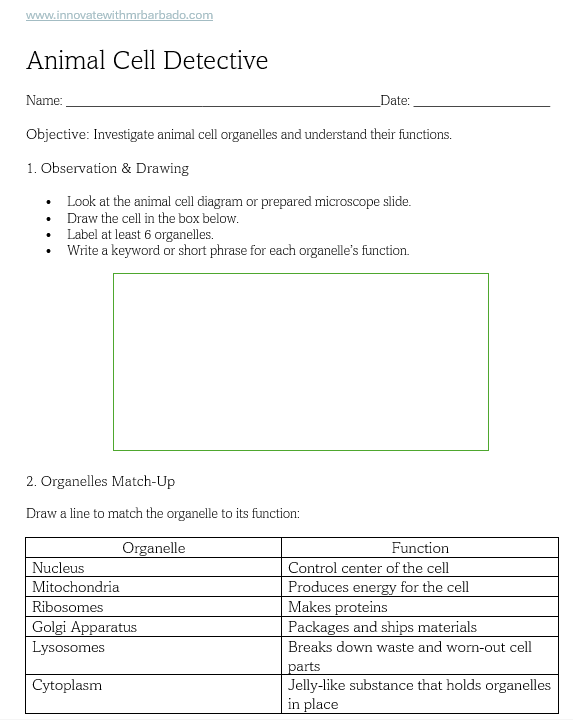 www.innovatewithmrbarbado.com
Animal Cell Detective
Name: ______________________________________________Date: ____________________
Objective: Investigate animal cell organelles and understand their functions.
1. Observation & Drawing
• Look at the animal cell diagram or prepared microscope slide.
• Draw the cell in the box below.
• Label at least 6 organelles.
• Write a keyword or short phrase for each organelle's function.
2. Organelles Match-Up
Draw a line to match the organelle to its function:
Organelle Function
Nucleus Control center of the cell
Mitochondria Produces energy for the cell
Ribosomes Makes proteins
Golgi Apparatus Packages and ships materials
Lysosomes Breaks down waste and worn-out cell
parts
Cytoplasm Jelly-like substance that holds organelles
in place